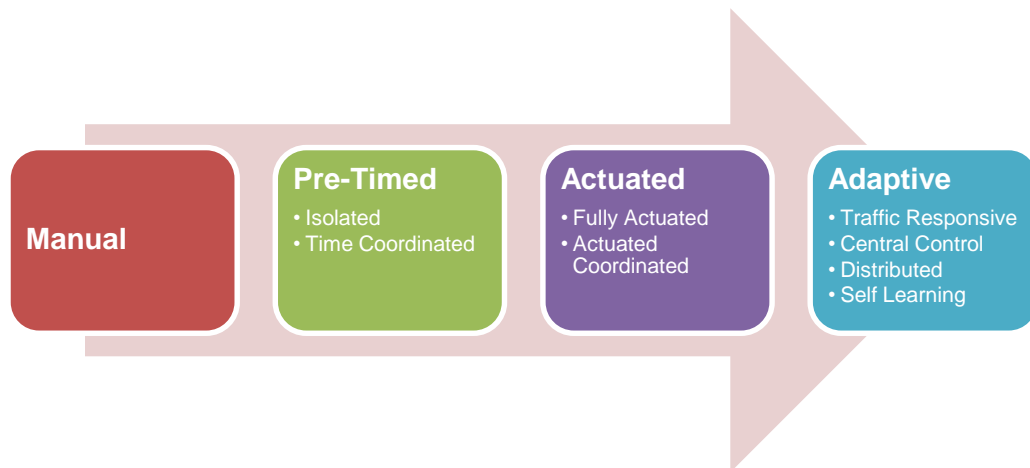 Manual
Pre-Timed
• Isolated
• Time Coordinated
Actuated
• Fully Actuated
• Actuated
Coordinated
Adaptive
• Traffic Responsive
• Central Control
• Distributed
• Self Learning